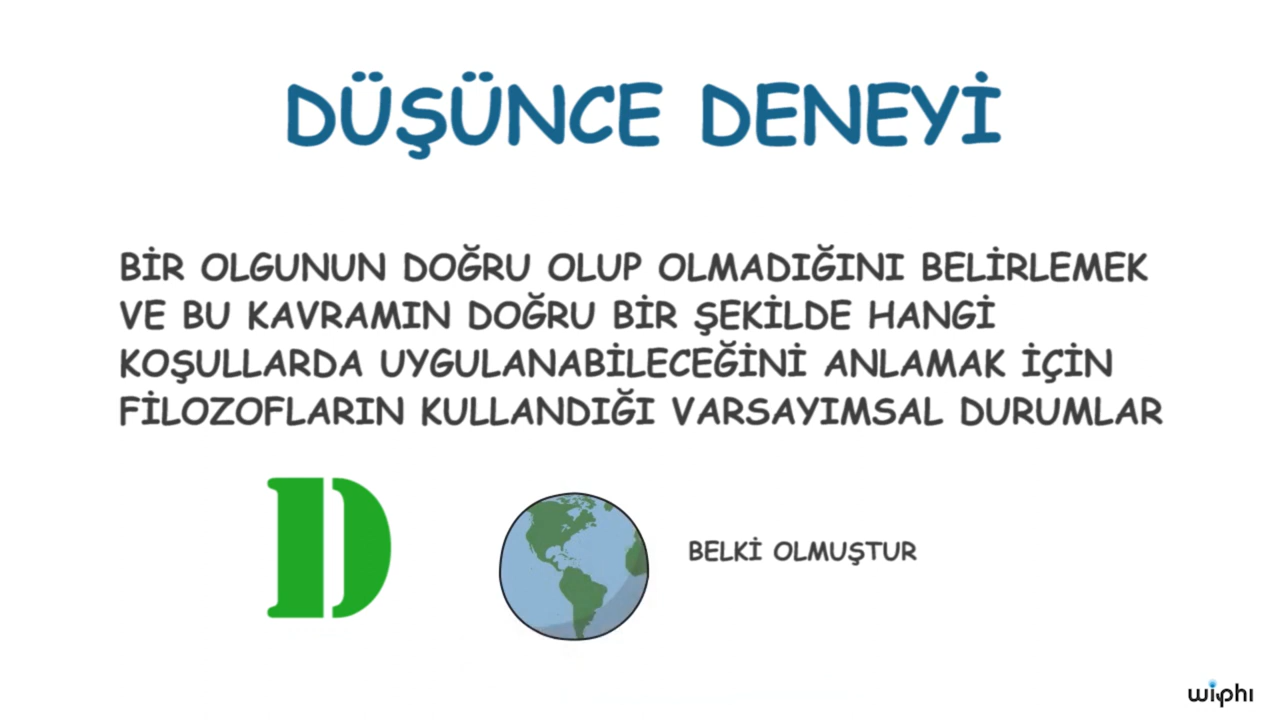 DÜŞÜNCE DENEYİ
BİR OLGUNUN DOĞRU OLUP OLMADIĞINI BELİRLEMEK
VE BU KAVRAMIN DOĞRU BİR ŞEKİLDE HANGİ
KOŞULLARDA UYGULANABİLECEĞİNİ ANLAMAK İÇİN
FİLOZOFLARIN KULLANDIĞI VARSAYIMSAL DURUMLAR
D
BELKİ OLMUŞTUR
wiphi